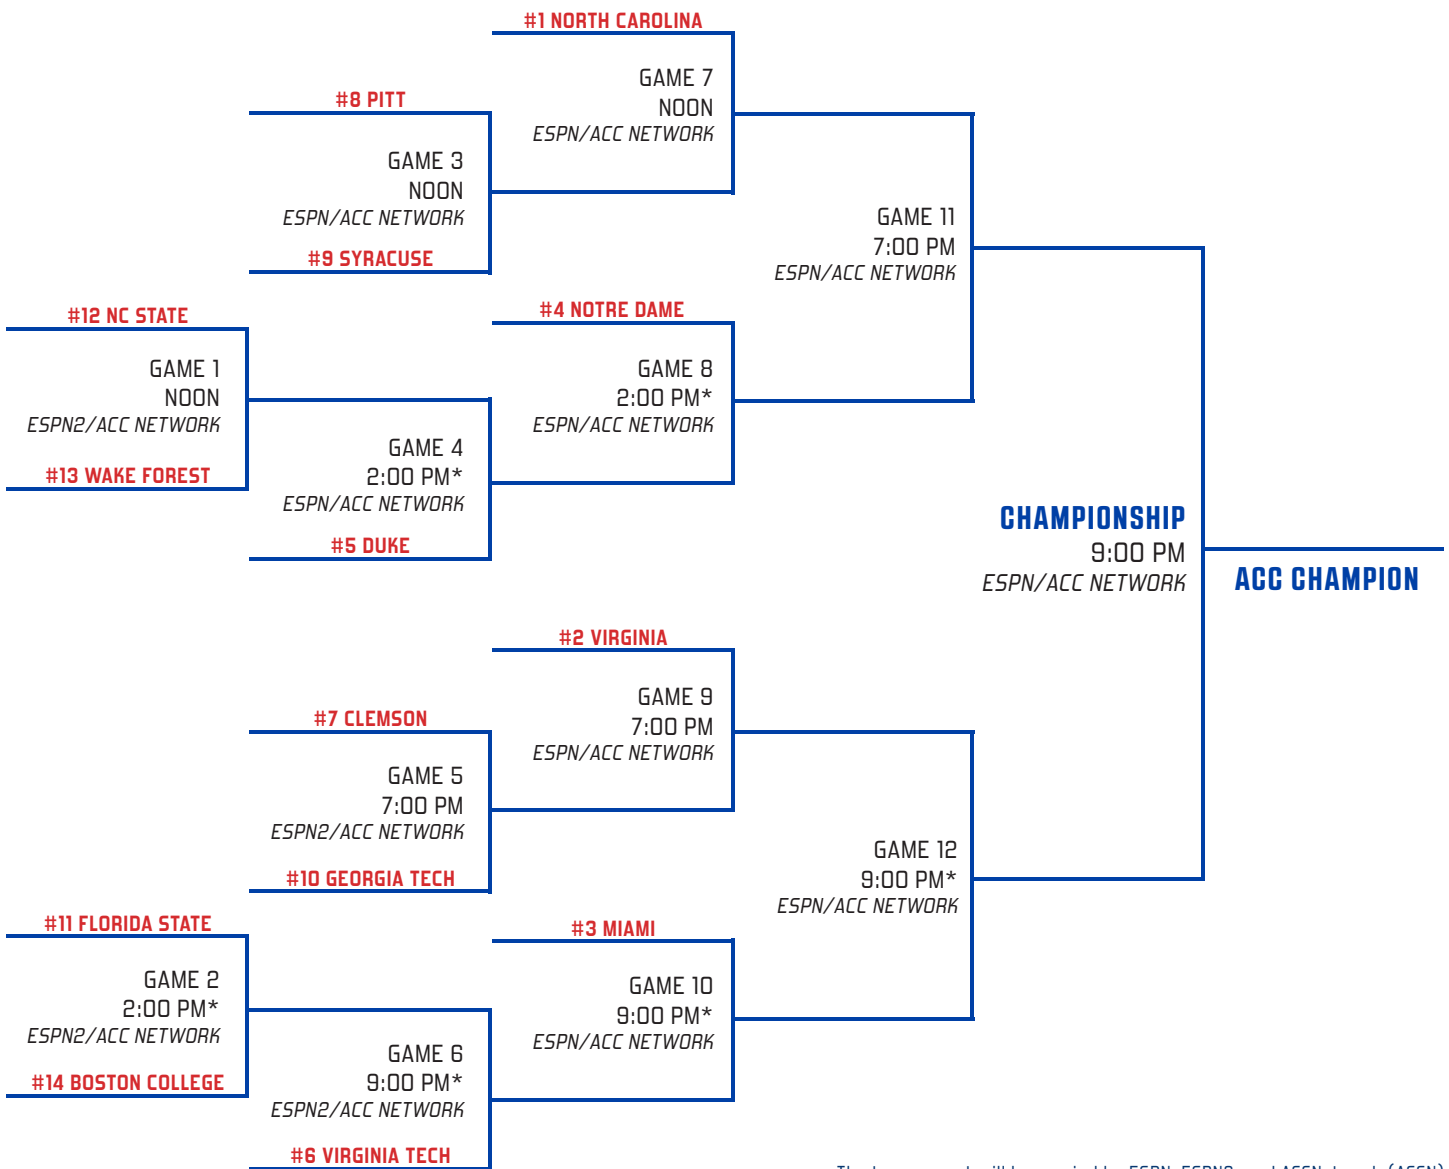 #1 NORTH CAROLINA
GAME 7
NOON
ESPN/ACC NETWORK
#8 PITT
GAME 3
NOON
ESPN/ACC NETWORK
#9 SYRACUSE
GAME 11
7:00 PM
ESPN/ACC NETWORK
#12 NC STATE
GAME 1
NOON
ESPN2/ACC NETWORK
#13 WAKE FOREST
#4 NOTRE DAME
GAME 8
2:00 PM*
ESPN/ACC NETWORK
GAME 4
2:00 PM*
ESPN/ACC NETWORK
#5 DUKE
CHAMPIONSHIP
9:00 PM
ESPN/ACC NETWORK
ACC CHAMPION
#2 VIRGINIA
GAME 9
7:00 PM
ESPN/ACC NETWORK
#7 CLEMSON
GAME 5
7:00 PM
ESPN2/ACC NETWORK
#10 GEORGIA TECH
GAME 12
9:00 PM*
ESPN/ACC NETWORK
#11 FLORIDA STATE
GAME 2
2:00 PM*
ESPN2/ACC NETWORK
#14 BOSTON COLLEGE
#3 MIAMI
GAME 10
9:00 PM*
ESPN/ACC NETWORK
GAME 6
9:00 PM*
ESPN2/ACC NETWORK
#6 VIRGINIA TECH